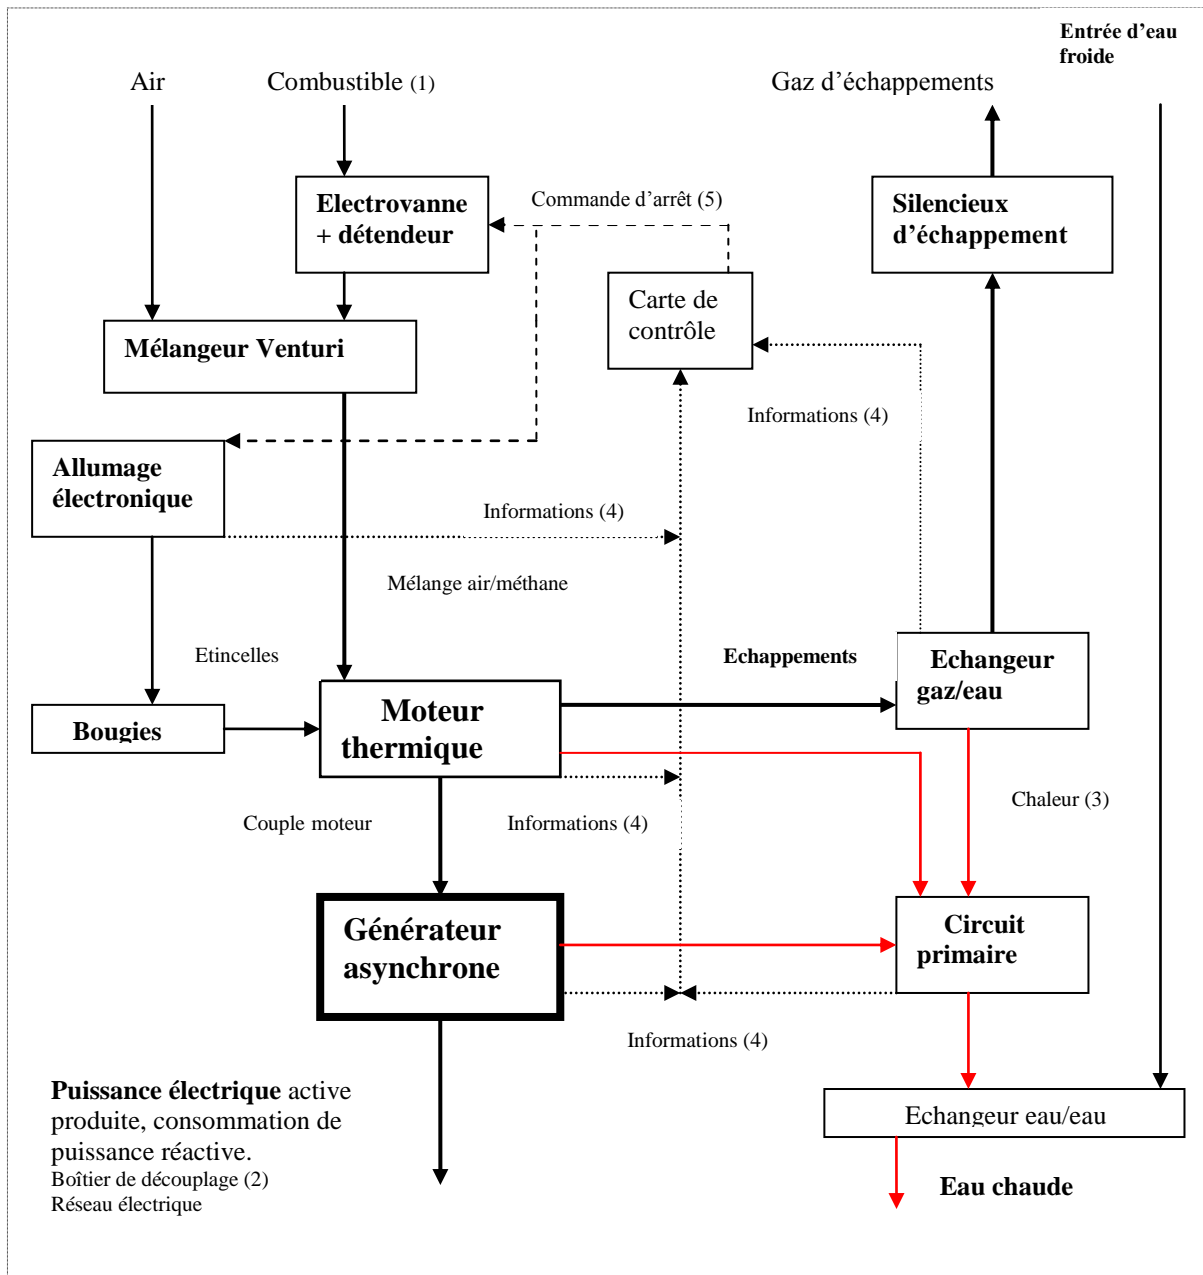 Entrée d’eau
froide
Air
Combustible (1)
Gaz d’échappements
Electrovanne
+ détendeur
Commande d’arrêt (5)
Silencieux
d’échappement
Carte de
contrôle
Mélangeur Venturi
Informations (4)
Allumage
électronique
Informations (4)
Mélange air/méthane
Etincelles
Echappements
Echangeur
gaz/eau
Moteur
thermique
Bougies
Chaleur (3)
Couple moteur
Informations (4)
Générateur
asynchrone
Circuit
primaire
Informations (4)
Puissance électrique active
produite, consommation de
puissance réactive.
Boîtier de découplage (2)
Réseau électrique
Echangeur eau/eau
Eau chaude